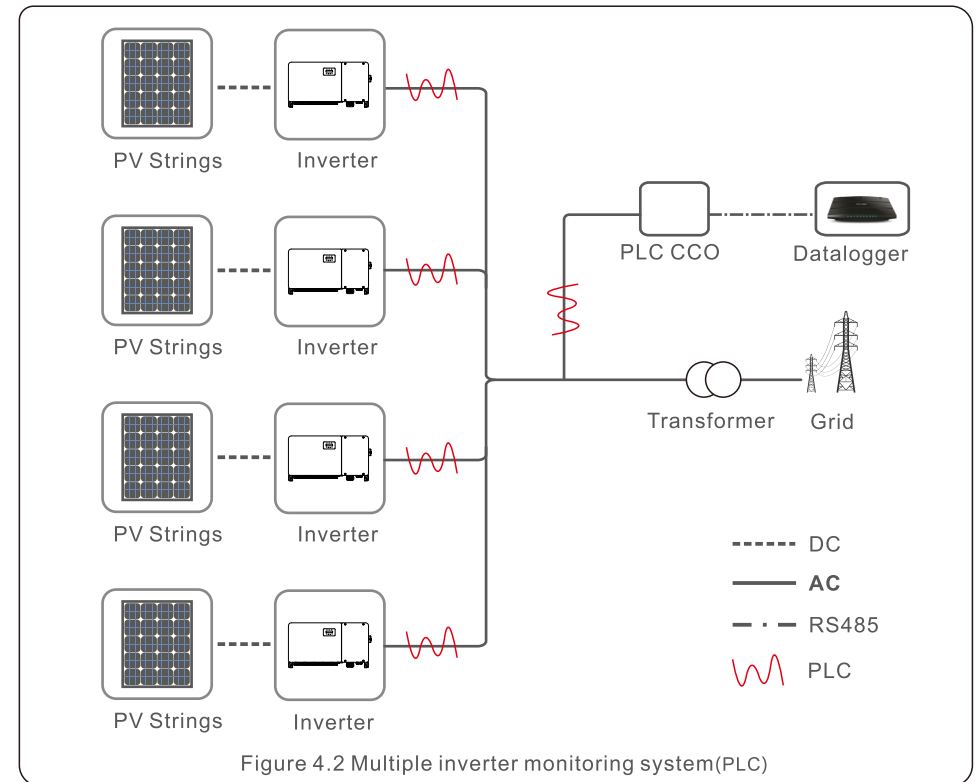 PV Strings
Inverter
PV Strings
Inverter
PLC CCO
Datalogger
PV Strings
Inverter
Transformer
Grid
PV Strings
Inverter
DC
AC
RS485
PLC
Figure 4.2 Multiple inverter monitoring system(PLC)